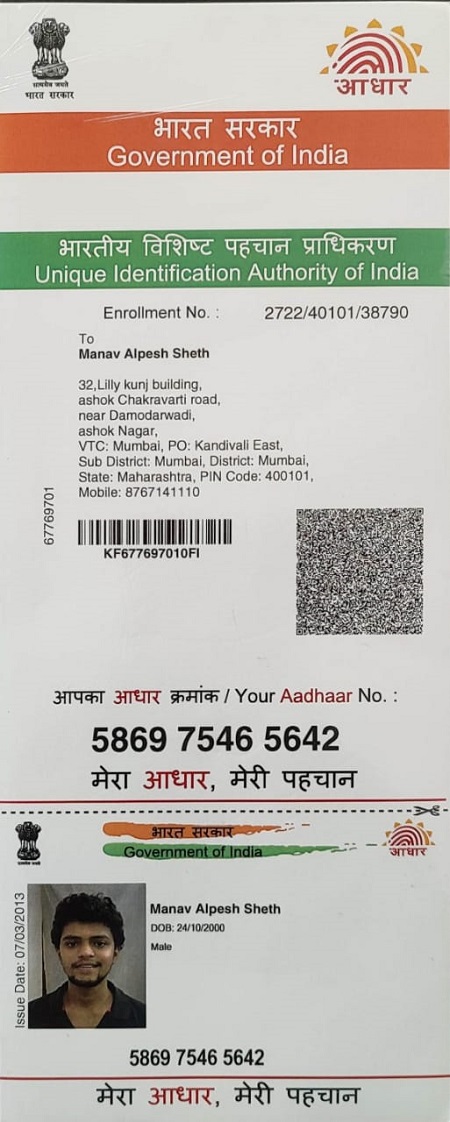 सत्यमेव जयते
भारत सरकार
आधार
भारत सरकार
Government of India
भारतीय विशिष्ट पहचान प्राधिकरण
Unique Identification Authority of India
Enrollment No. : 2722/40101/38790
To
Manav Alpesh Sheth
32,Lilly kunj building,
ashok Chakravarti road,
near Damodarwadi,
ashok Nagar,
VTC: Mumbai, PO: Kandivali East,
Sub District: Mumbai, District: Mumbai,
State: Maharashtra, PIN Code: 400101,
Mobile: 8767141110
67769701
KF677697010FI
आपका आधार क्रमांक / Your Aadhaar No. :
5869 7546 5642
मेरा आधार, मेरी पहचान
भारत सरकार
Government of India
आधार
Issue Date: 07/03/2013
Manav Alpesh Sheth
DOB: 24/10/2000
Male
5869 7546 5642
मेरा आधार, मेरी पहचान